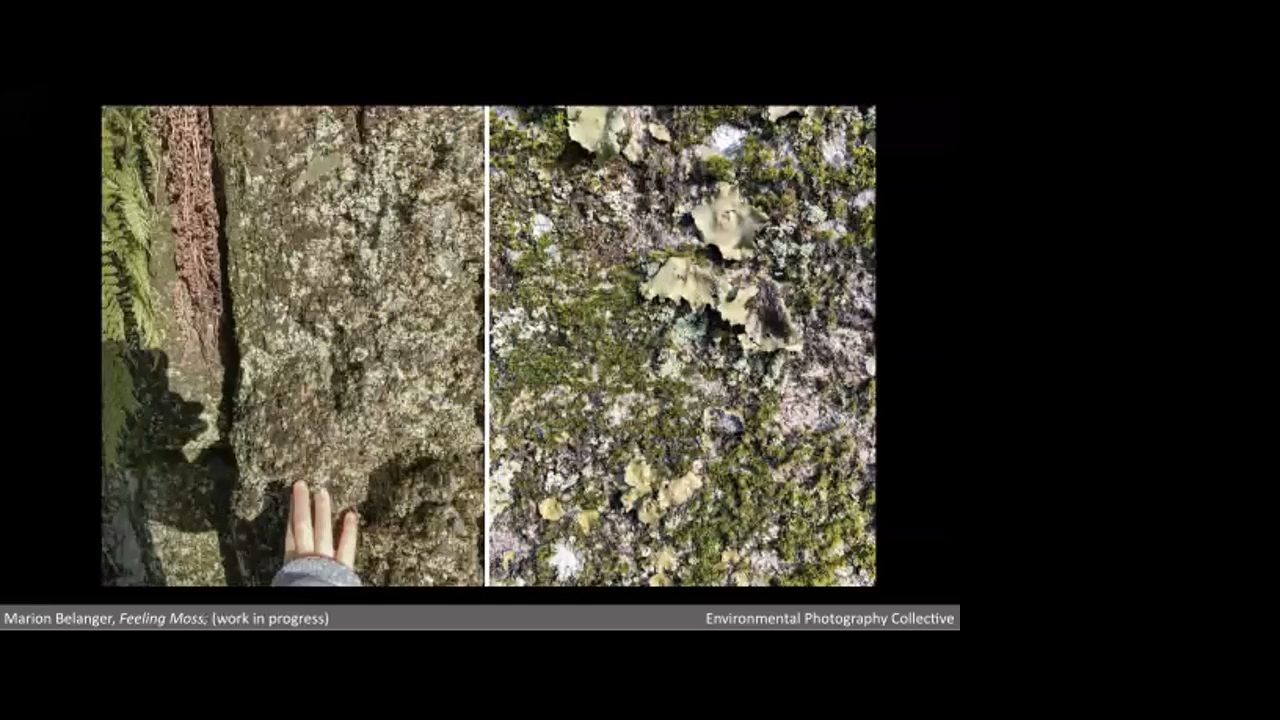 Marion Belanger, Feeling Moss; (work in progress)
Environmental Photography Collective